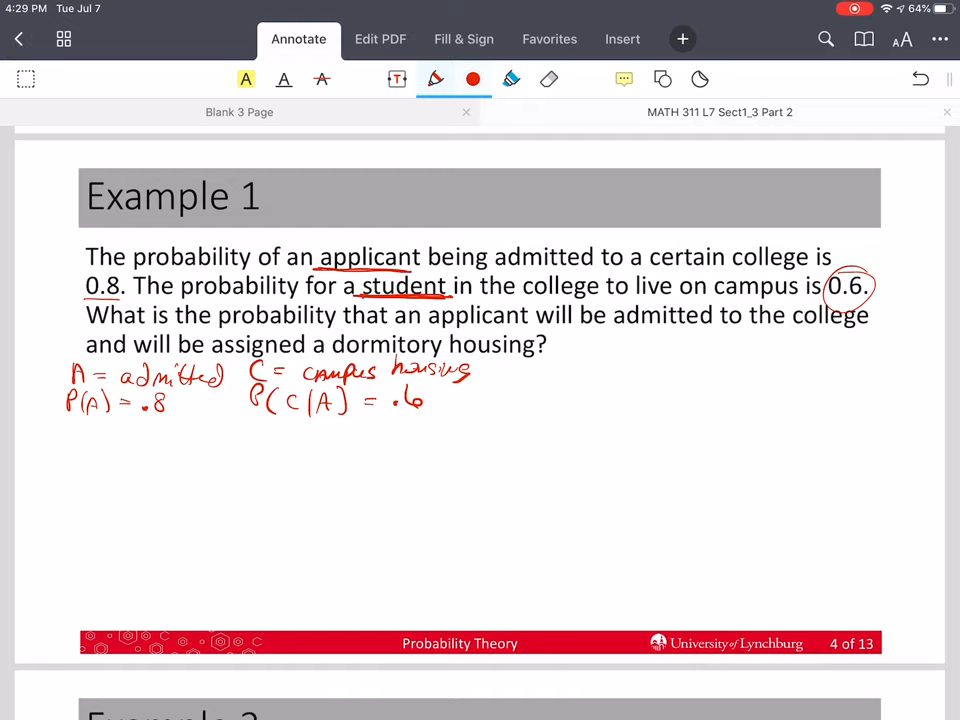 4:29 PM Tue Jul 7
64%
Annotate Edit PDF Fill & Sign Favorites Insert
A A T
Blank 3 Page × MATH 311 L7 Sect1_3 Part 2 ×
Example 1
The probability of an applicant being admitted to a certain college is
0.8. The probability for a student in the college to live on campus is 0.6.
What is the probability that an applicant will be admitted to the college
and will be assigned a dormitory housing?
A = admitted C = campus housing
P(A) = .8 P(C|A) = .6
Probability Theory University of Lynchburg 4 of 13